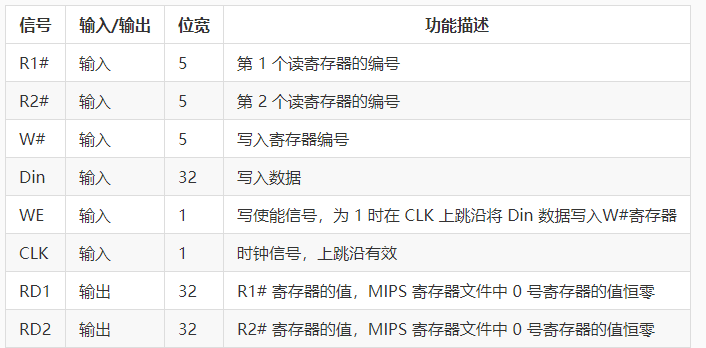 信号 输入/输出 位宽 功能描述
R1# 输入 5 第 1 个读寄存器的编号
R2# 输入 5 第 2 个读寄存器的编号
W# 输入 5 写入寄存器编号
Din 输入 32 写入数据
WE 输入 1 写使能信号，为 1 时在 CLK 上跳沿将 Din 数据写入W#寄存器
CLK 输入 1 时钟信号，上跳沿有效
RD1 输出 32 R1# 寄存器的值，MIPS 寄存器文件中 0 号寄存器的值恒零
RD2 输出 32 R2# 寄存器的值，MIPS 寄存器文件中 0 号寄存器的值恒零